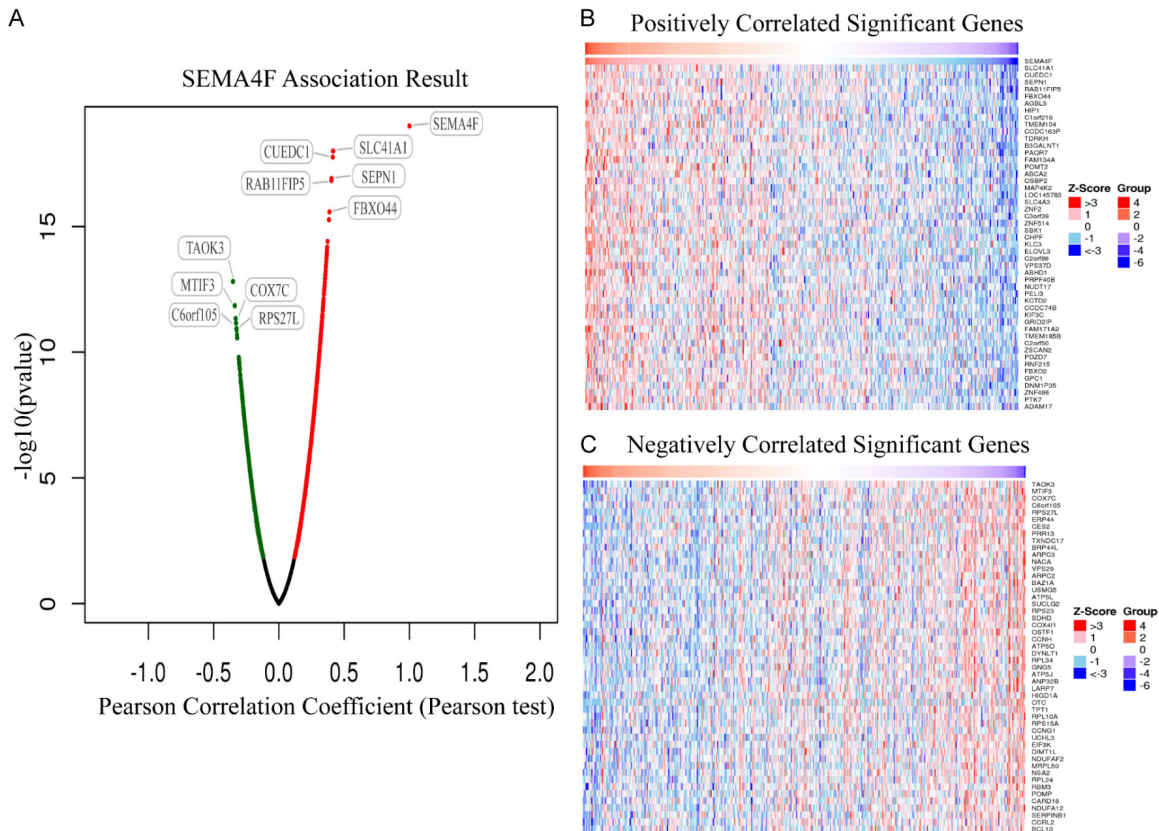 A
SEMA4F Association Result
SEMA4F
CUEDC1
SLC41A1
RAB11FIP5
SEPN1
FBXO44
TAOK3
MTIF3
COX7C
C6orf105
RPS27L
-log10(pvalue)
15
10
5
0
-1.0 0.0 0.5 1.0 2.0
Pearson Correlation Coefficient (Pearson test)
B
Positively Correlated Significant Genes
SEMA4F
SLC41A1
CUEDC1
SEPN1
RAB11FIP5
FBXO44
AGBL5
HIP1
C1orf216
TMEM104
CCDC163P
TDRKH
B3GALNT1
PAQR7
FAM134A
POMT2
ABCA2
OSBP2
MAP4K2
LOC145783
SLC4A3
ZNF2
C3orf39
ZNF514
SBK1
CHPF
KLC3
ELOVL3
C2orf86
VPS37D
ABHD1
PRPF40B
NUDT17
PELI3
KCTD2
CCDC74B
KIF3C
GRID2IP
FAM171A2
TMEM185B
C2orf50
ZSCAN2
PDZD7
RNF215
FBXO2
GPC1
DNM1P35
ZNF486
PTK7
ADAM17
Z-Score Group
>3 4
1 2
0 0
-1 -2
<-3 -4
-6
C
Negatively Correlated Significant Genes
TAOK3
MTIF3
COX7C
C6orf105
RPS27L
ERP44
CES2
PRR13
TXNDC17
BRP44L
ARPC3
NACA
VPS29
ARPC2
BAZ1A
USMG5
ATP5L
SUCLG2
RPS23
SDHD
COX4I1
OSTF1
CCNH
ATP5O
DYNLT1
RPL34
GNG5
ATP5J
ANP32B
LARP7
HIGD1A
OTC
TPT1
RPL10A
RPS15A
CCNG1
UCHL3
EIF3K
DIMT1L
NDUFAF2
MRPL50
NSA2
RPL24
RBM3
POMP
CARD16
NDUFA12
SERPINB1
CCRL2
BCL10
Z-Score Group
>3 4
1 2
0 0
-1 -2
<-3 -4
-6